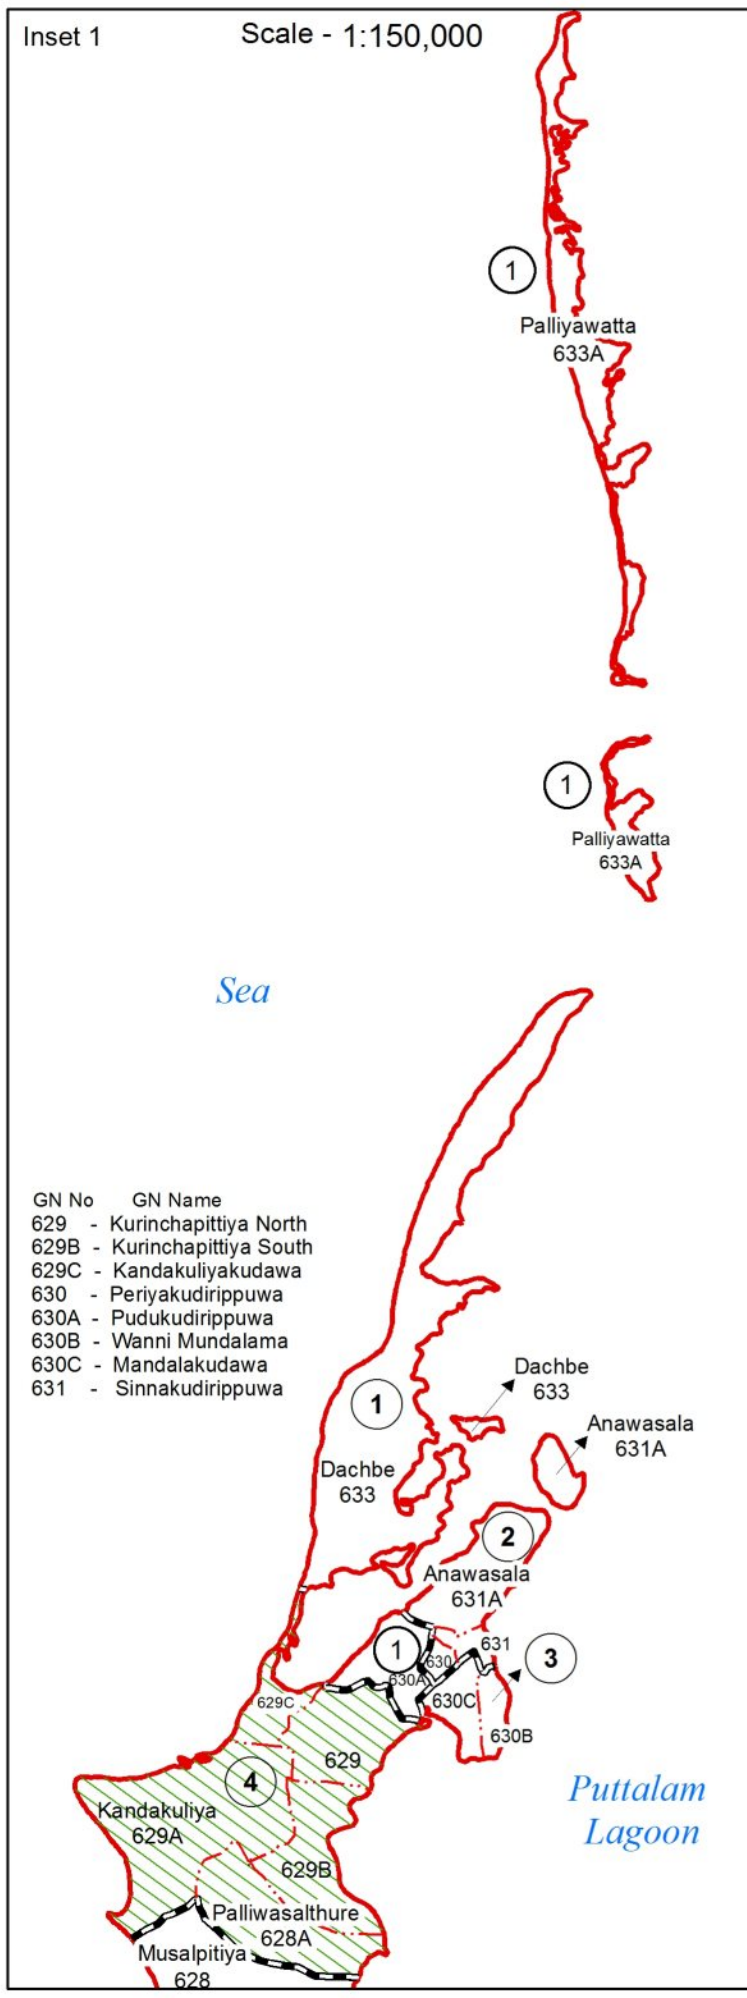 Inset 1
Scale - 1:150,000
1
Palliyawatta
633A
1
Palliyawatta
633A
Sea
GN No GN Name
629 - Kurinchapittiya North
629B - Kurinchapittiya South
629C - Kandakuliyakudawa
630 - Periyakudirippuwa
630A - Pudukudirippuwa
630B - Wanni Mundalama
630C - Mandalakudawa
631 - Sinnakudirippuwa
Dachbe
633
1
Anawasala
631A
Dachbe
633
2
Anawasala
631A
1
631
3
630
630A
630C
629C
630B
629
4
Puttalam
Lagoon
Kandakuliya
629A
629B
Palliwasalthure
628A
Musalpitiya
628